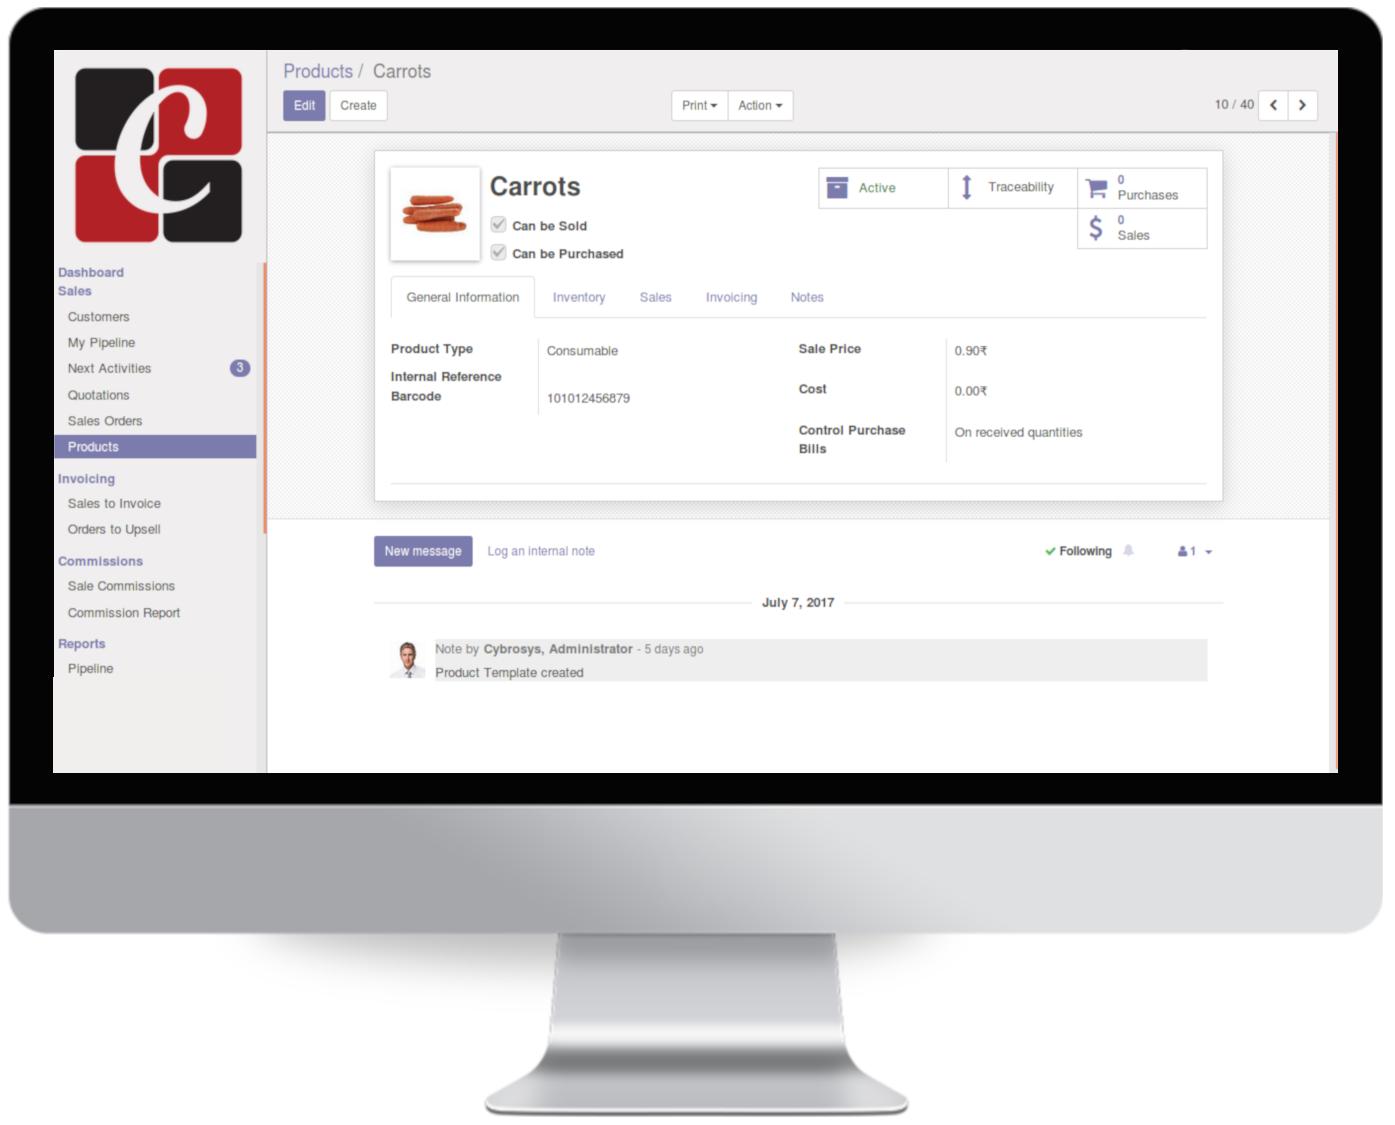 C
Products / Carrots
Edit Create Print Action 10 / 40
Dashboard
Sales
Customers
My Pipeline
Next Activities 3
Quotations
Sales Orders
Products
Invoicing
Sales to Invoice
Orders to Upsell
Commissions
Sale Commissions
Commission Report
Reports
Pipeline
Carrots
Can be Sold
Can be Purchased
Active
Traceability
0
Purchases
0
Sales
General Information Inventory Sales Invoicing Notes
Product Type Consumable
Internal Reference
Barcode 101012456879
Sale Price 0.90₹
Cost 0.00₹
Control Purchase
Bills On received quantities
New message Log an internal note Following 1
July 7, 2017
Note by Cybrosys, Administrator - 5 days ago
Product Template created